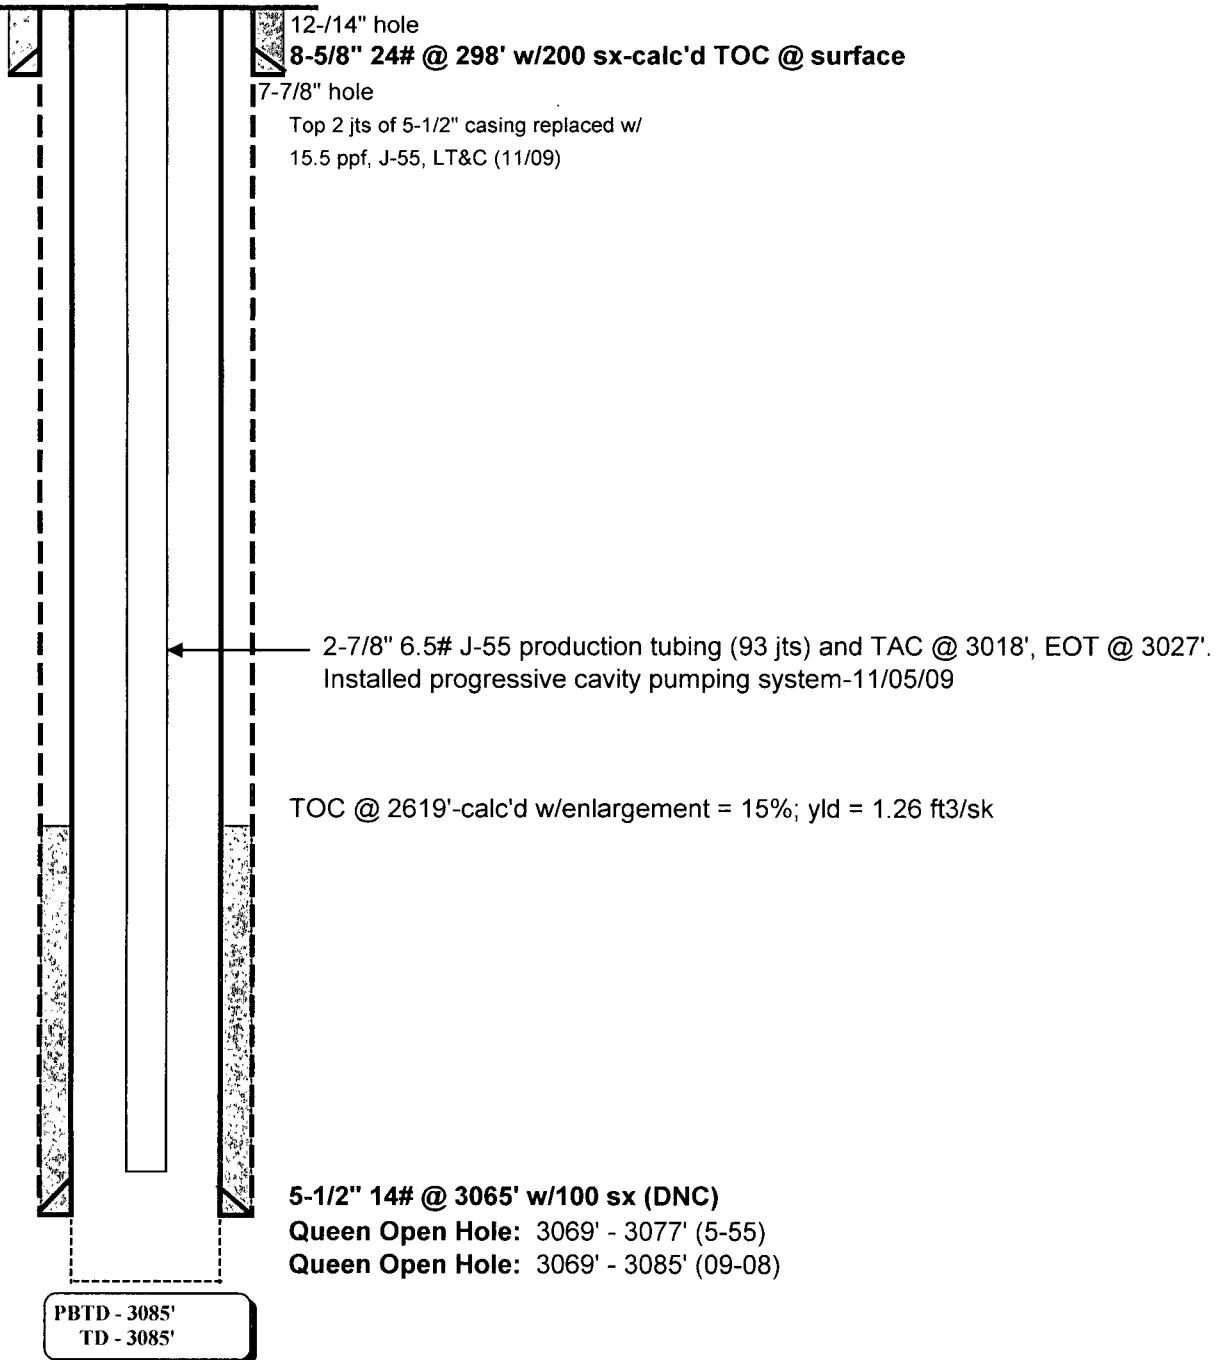 12-/14" hole
8-5/8" 24# @ 298' w/200 sx-calc'd TOC @ surface
7-7/8" hole
Top 2 jts of 5-1/2" casing replaced w/
15.5 ppf, J-55, LT&C (11/09)
2-7/8" 6.5# J-55 production tubing (93 jts) and TAC @ 3018', EOT @ 3027'.
Installed progressive cavity pumping system-11/05/09
TOC @ 2619'-calc'd w/enlargement = 15%; yld = 1.26 ft3/sk
5-1/2" 14# @ 3065' w/100 sx (DNC)
Queen Open Hole: 3069' - 3077' (5-55)
Queen Open Hole: 3069' - 3085' (09-08)
PBTD - 3085'
TD - 3085'